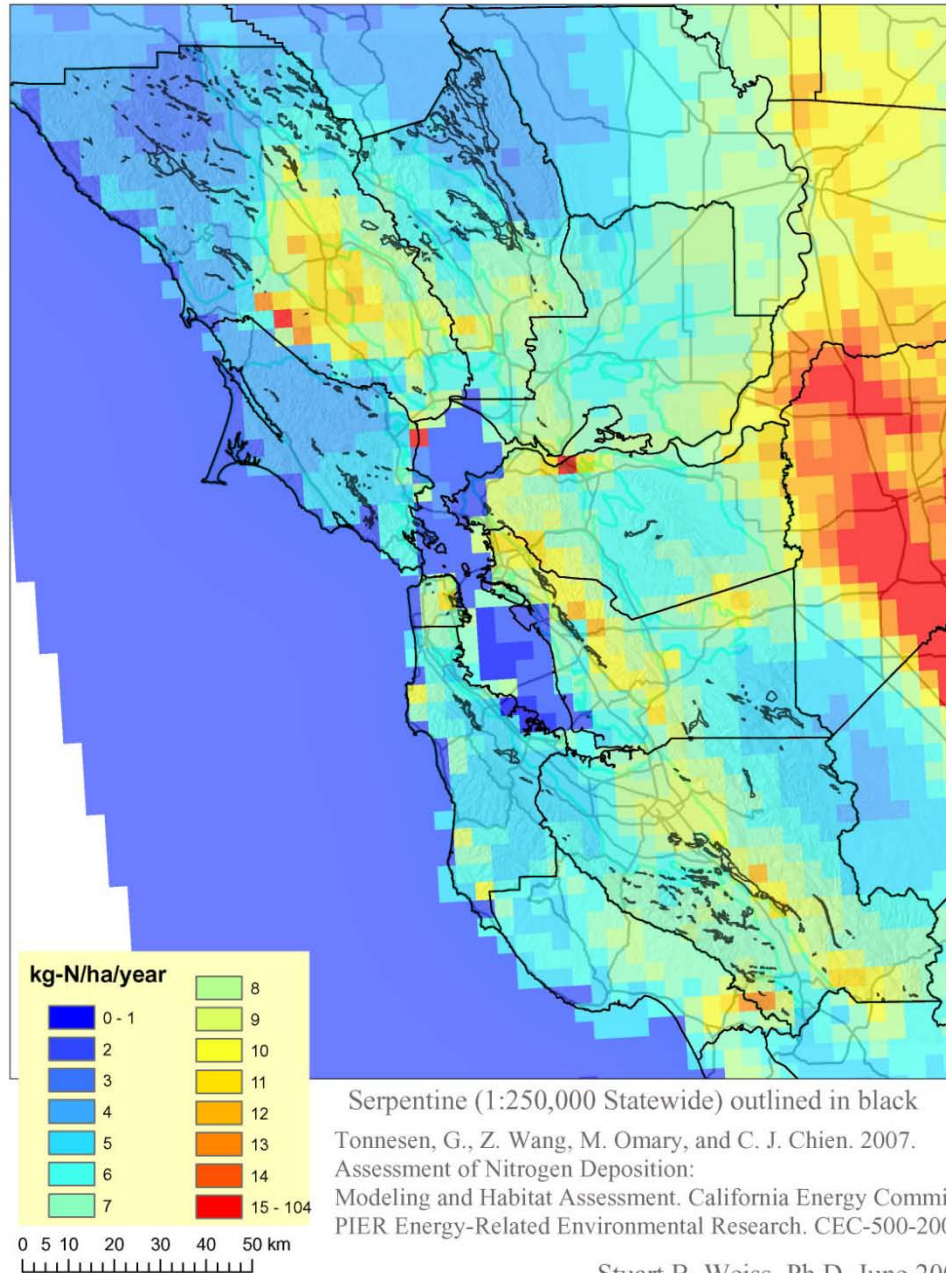 kg-N/ha/year
0 - 1
2
3
4
5
6
7
8
9
10
11
12
13
14
15 - 104
0 5 10 20 30 40 50 km
Serpentine (1:250,000 Statewide) outlined in black
Tonnesen, G., Z. Wang, M. Omary, and C. J. Chien. 2007.
Assessment of Nitrogen Deposition:
Modeling and Habitat Assessment. California Energy Commi
PIER Energy-Related Environmental Research. CEC-500-200